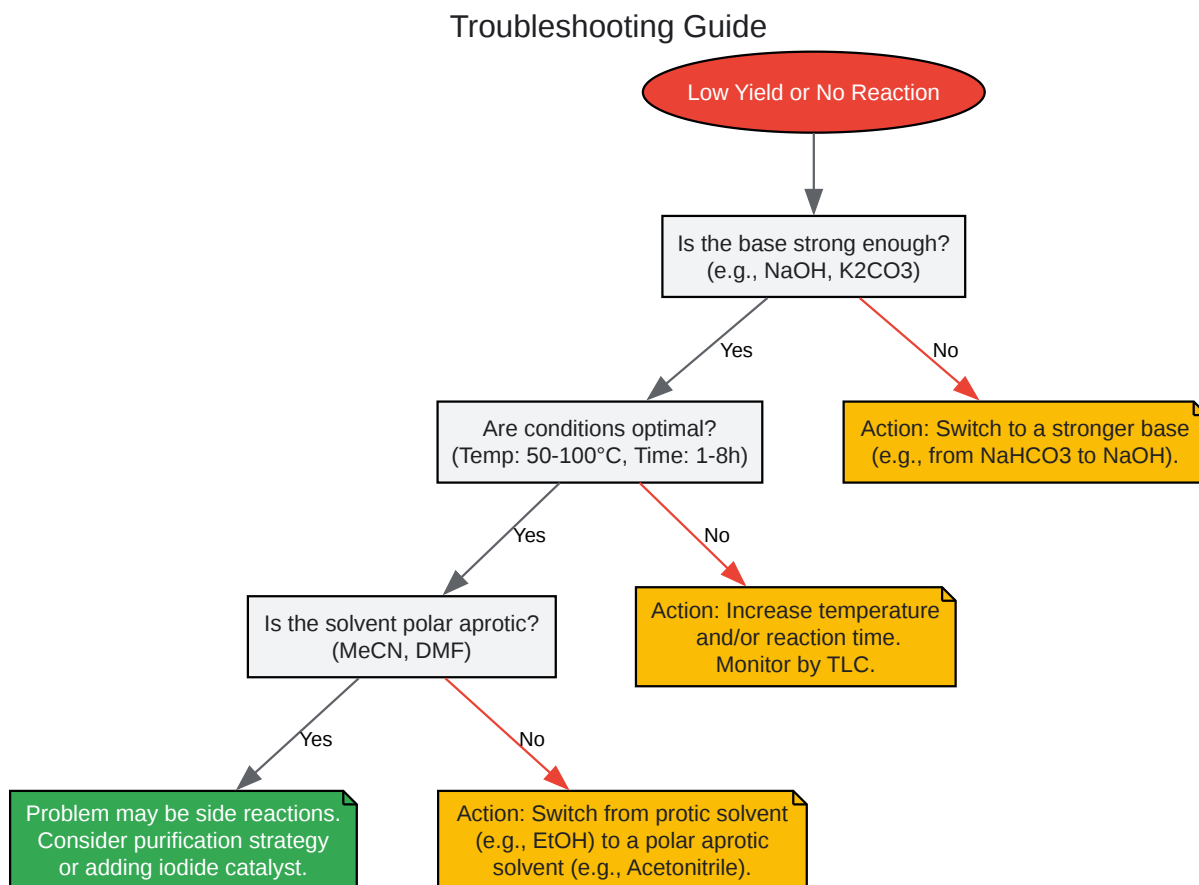 Troubleshooting Guide
Low Yield or No Reaction
Is the base strong enough?
(e.g., NaOH, K2CO3)
Yes
No
Are conditions optimal?
(Temp: 50-100°C, Time: 1-8h)
Action: Switch to a stronger base
(e.g., from NaHCO3 to NaOH).
Yes
No
Is the solvent polar aprotic?
(MeCN, DMF)
Action: Increase temperature
and/or reaction time.
Monitor by TLC.
Yes
No
Problem may be side reactions.
Consider purification strategy
or adding iodide catalyst.
Action: Switch from protic solvent
(e.g., EtOH) to a polar aprotic
solvent (e.g., Acetonitrile).